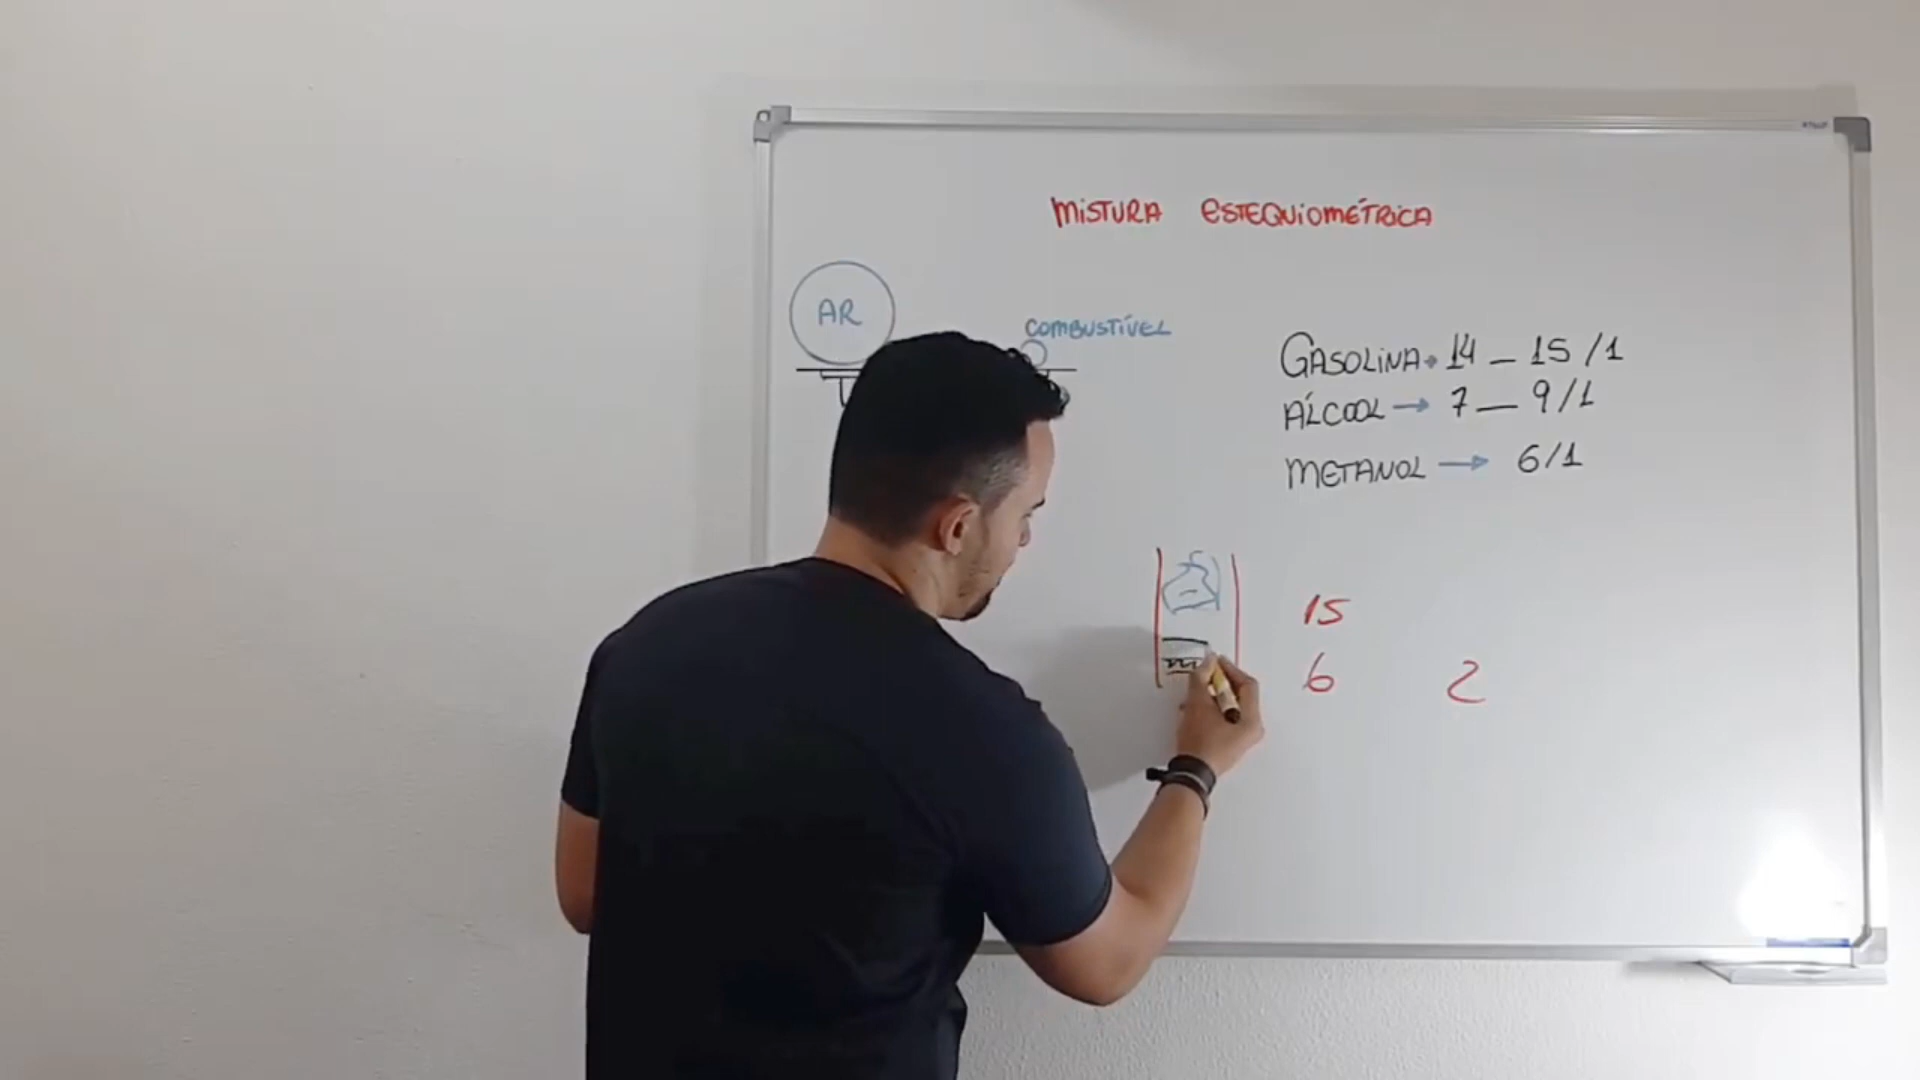 MISTURA ESTEQUIOMÉTRICA
AR
COMBUSTÍVEL
GASOLINA → 14 _ 15 /1
ÁLCOOL → 7 _ 9/1
METANOL → 6/1
15
6 2